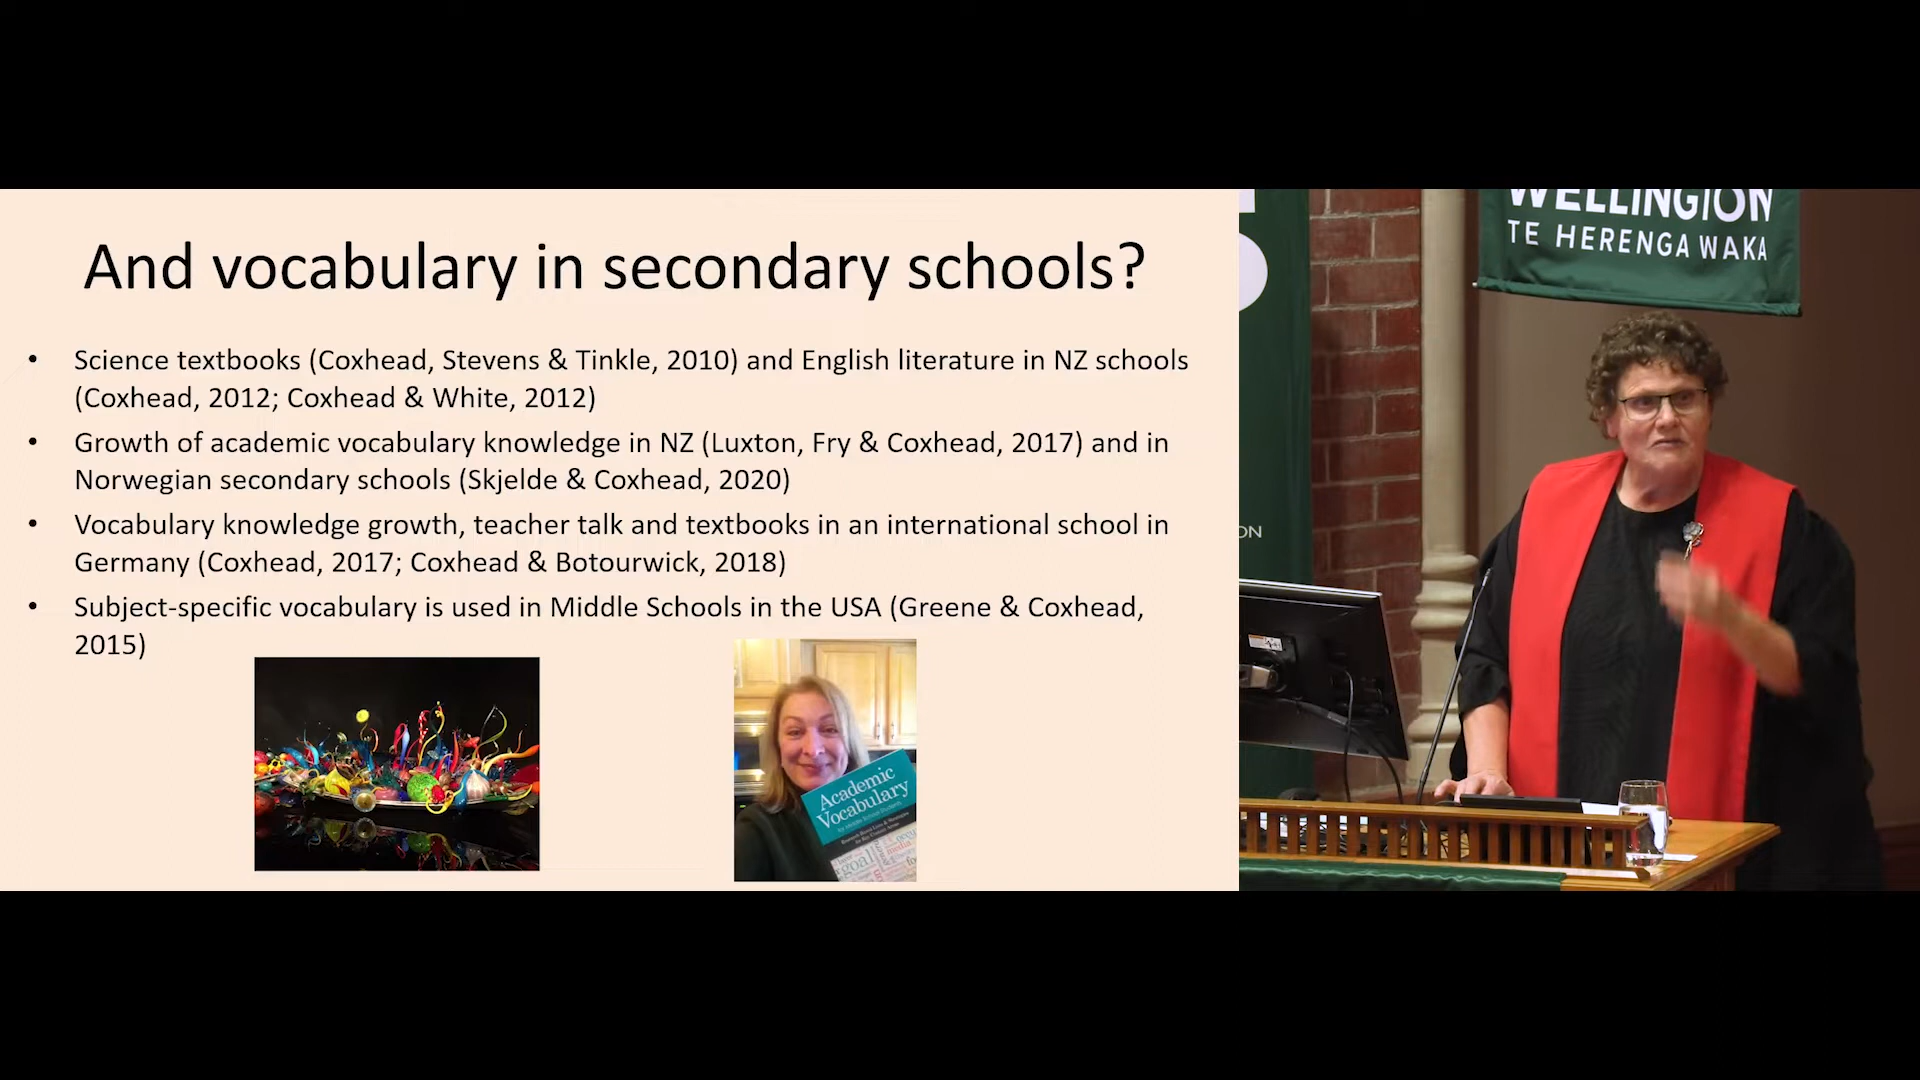 And vocabulary in secondary schools?
• Science textbooks (Coxhead, Stevens & Tinkle, 2010) and English literature in NZ schools
(Coxhead, 2012; Coxhead & White, 2012)
• Growth of academic vocabulary knowledge in NZ (Luxton, Fry & Coxhead, 2017) and in
Norwegian secondary schools (Skjelde & Coxhead, 2020)
• Vocabulary knowledge growth, teacher talk and textbooks in an international school in
Germany (Coxhead, 2017; Coxhead & Botourwick, 2018)
• Subject-specific vocabulary is used in Middle Schools in the USA (Greene & Coxhead,
2015)
Academic
Vocabulary
goal
media
WELLINGTON
TE HERENGA WAKA
ON